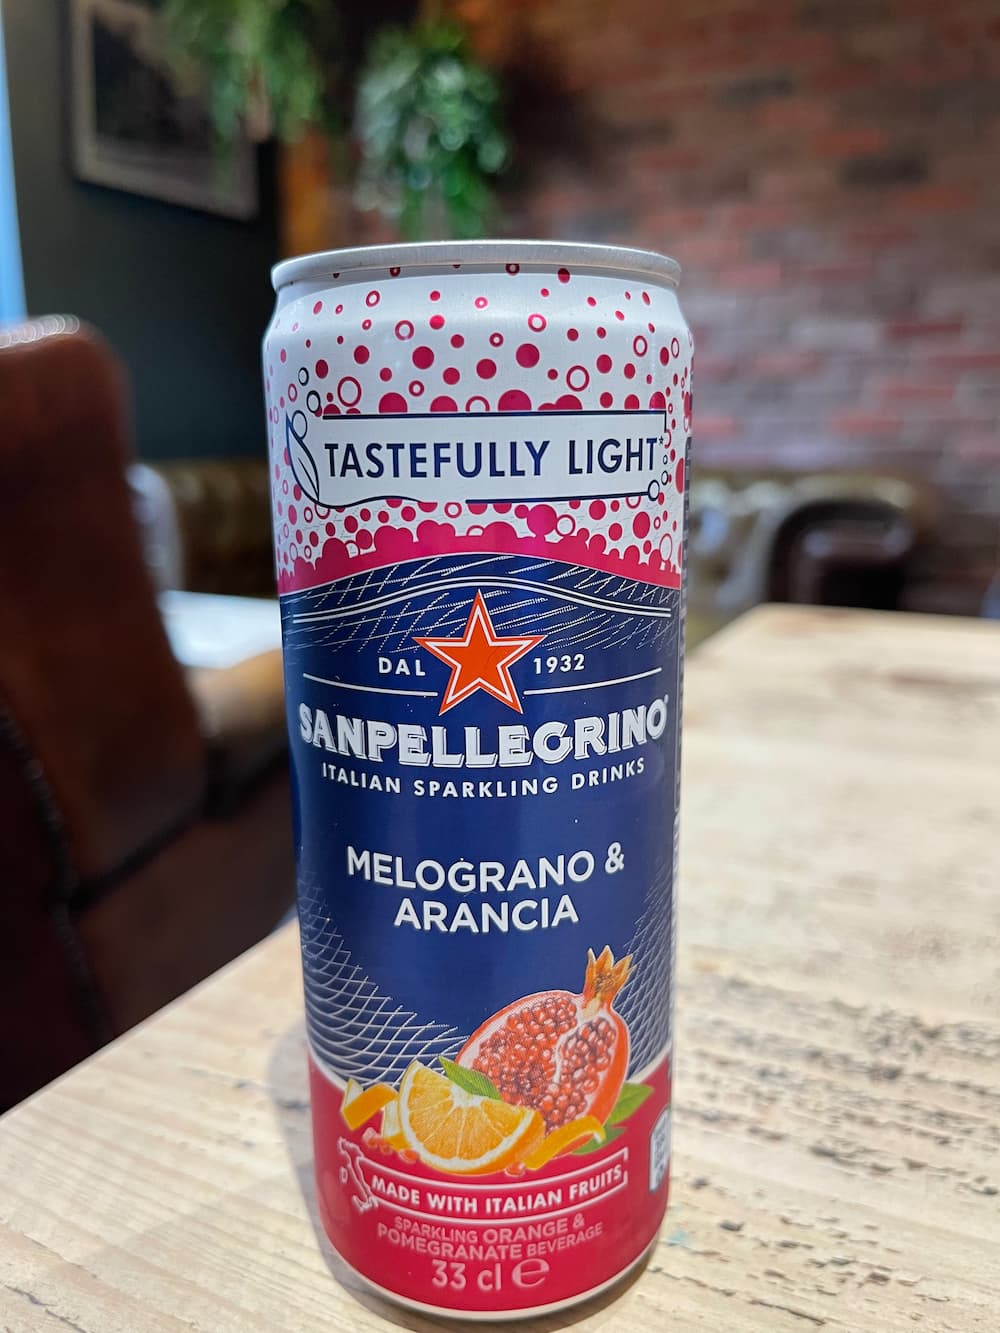 TASTEFULLY LIGHT*
DAL 1932
SANPELLEGRINO®
ITALIAN SPARKLING DRINKS
MELOGRANO &
ARANCIA
MADE WITH ITALIAN FRUITS
SPARKLING ORANGE &
POMEGRANATE BEVERAGE
33 cl ℮